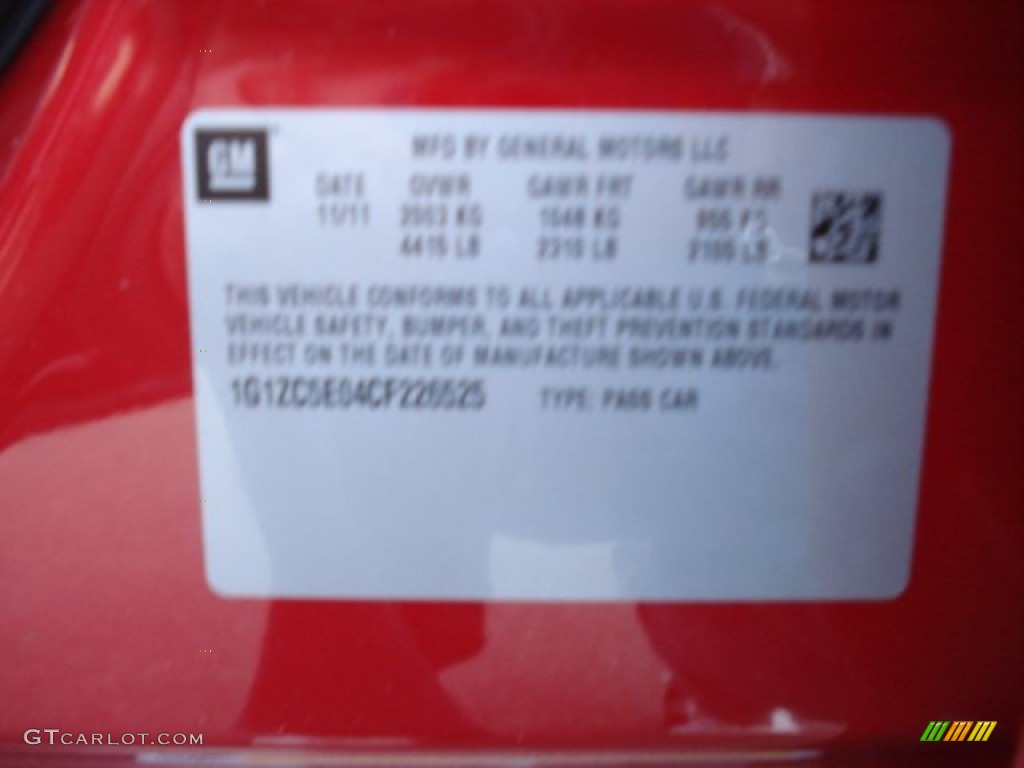 GM
MFD BY GENERAL MOTORS LLC
DATE GVWR GAWR FRT GAWR RR
11/11 2003 KG 1048 KG 955 KG
4415 LB 2310 LB 2105 LB
THIS VEHICLE CONFORMS TO ALL APPLICABLE U.S. FEDERAL MOTOR
VEHICLE SAFETY, BUMPER, AND THEFT PREVENTION STANDARDS IN
EFFECT ON THE DATE OF MANUFACTURE SHOWN ABOVE.
1G1ZC5E04CF226525 TYPE: PASS CAR
GTCARLOT.COM